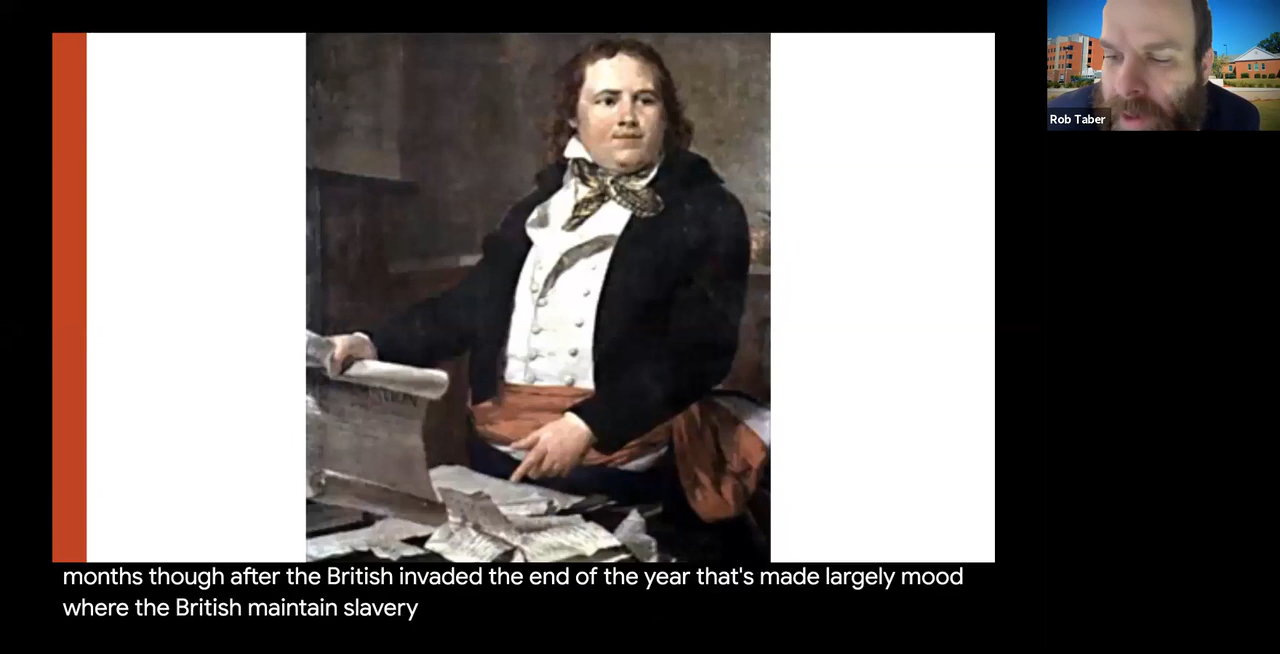 Rob Taber
months though after the British invaded the end of the year that's made largely mood
where the British maintain slavery